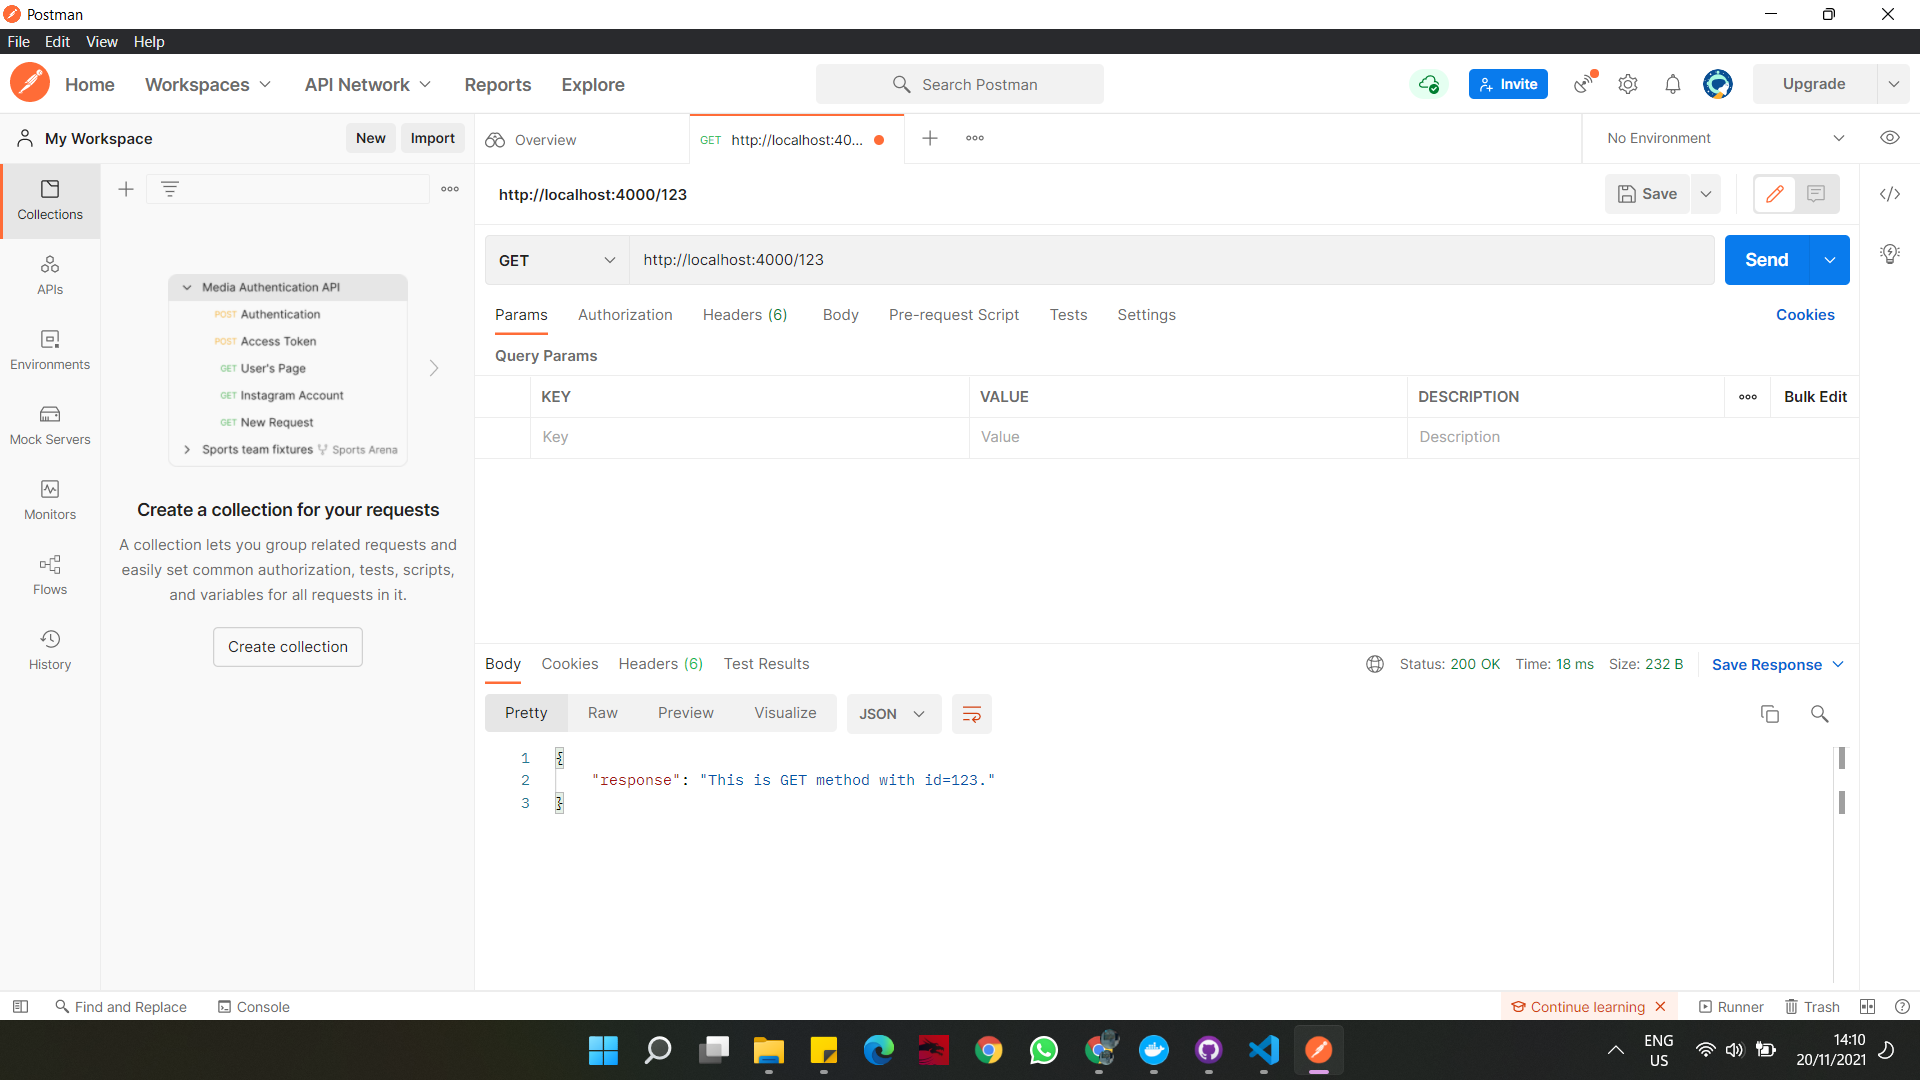 Postman
File Edit View Help
Home Workspaces API Network Reports Explore Search Postman Invite Upgrade
My Workspace New Import Overview GET http://localhost:40... No Environment
http://localhost:4000/123 Save
GET http://localhost:4000/123 Send
Params Authorization Headers (6) Body Pre-request Script Tests Settings Cookies
Query Params
KEY VALUE DESCRIPTION Bulk Edit
Key Value Description
Collections
APIs
Environments
Mock Servers
Monitors
Flows
History
Media Authentication API
POST Authentication
POST Access Token
GET User's Page
GET Instagram Account
GET New Request
Sports team fixtures Sports Arena
Create a collection for your requests
A collection lets you group related requests and
easily set common authorization, tests, scripts,
and variables for all requests in it.
Create collection
Body Cookies Headers (6) Test Results Status: 200 OK Time: 18 ms Size: 232 B Save Response
Pretty Raw Preview Visualize JSON
1 {
2 "response": "This is GET method with id=123."
3 }
Find and Replace Console Continue learning Runner Trash
ENG
US
14:10
20/11/2021